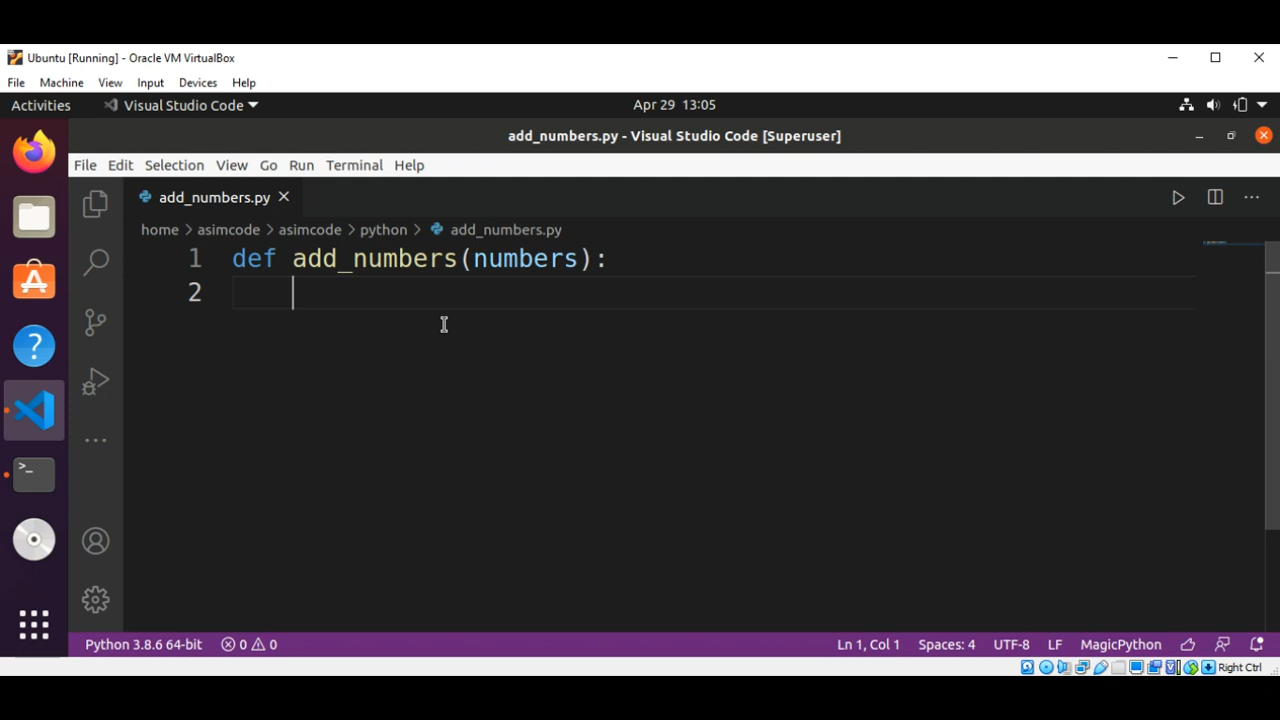 Ubuntu [Running] - Oracle VM VirtualBox
File Machine View Input Devices Help
Activities Visual Studio Code Apr 29 13:05
add_numbers.py - Visual Studio Code [Superuser]
File Edit Selection View Go Run Terminal Help
add_numbers.py
home > asimcode > asimcode > python > add_numbers.py
1 def add_numbers(numbers):
2
Python 3.8.6 64-bit 0 0 Ln 1, Col 1 Spaces: 4 UTF-8 LF MagicPython
Right Ctrl